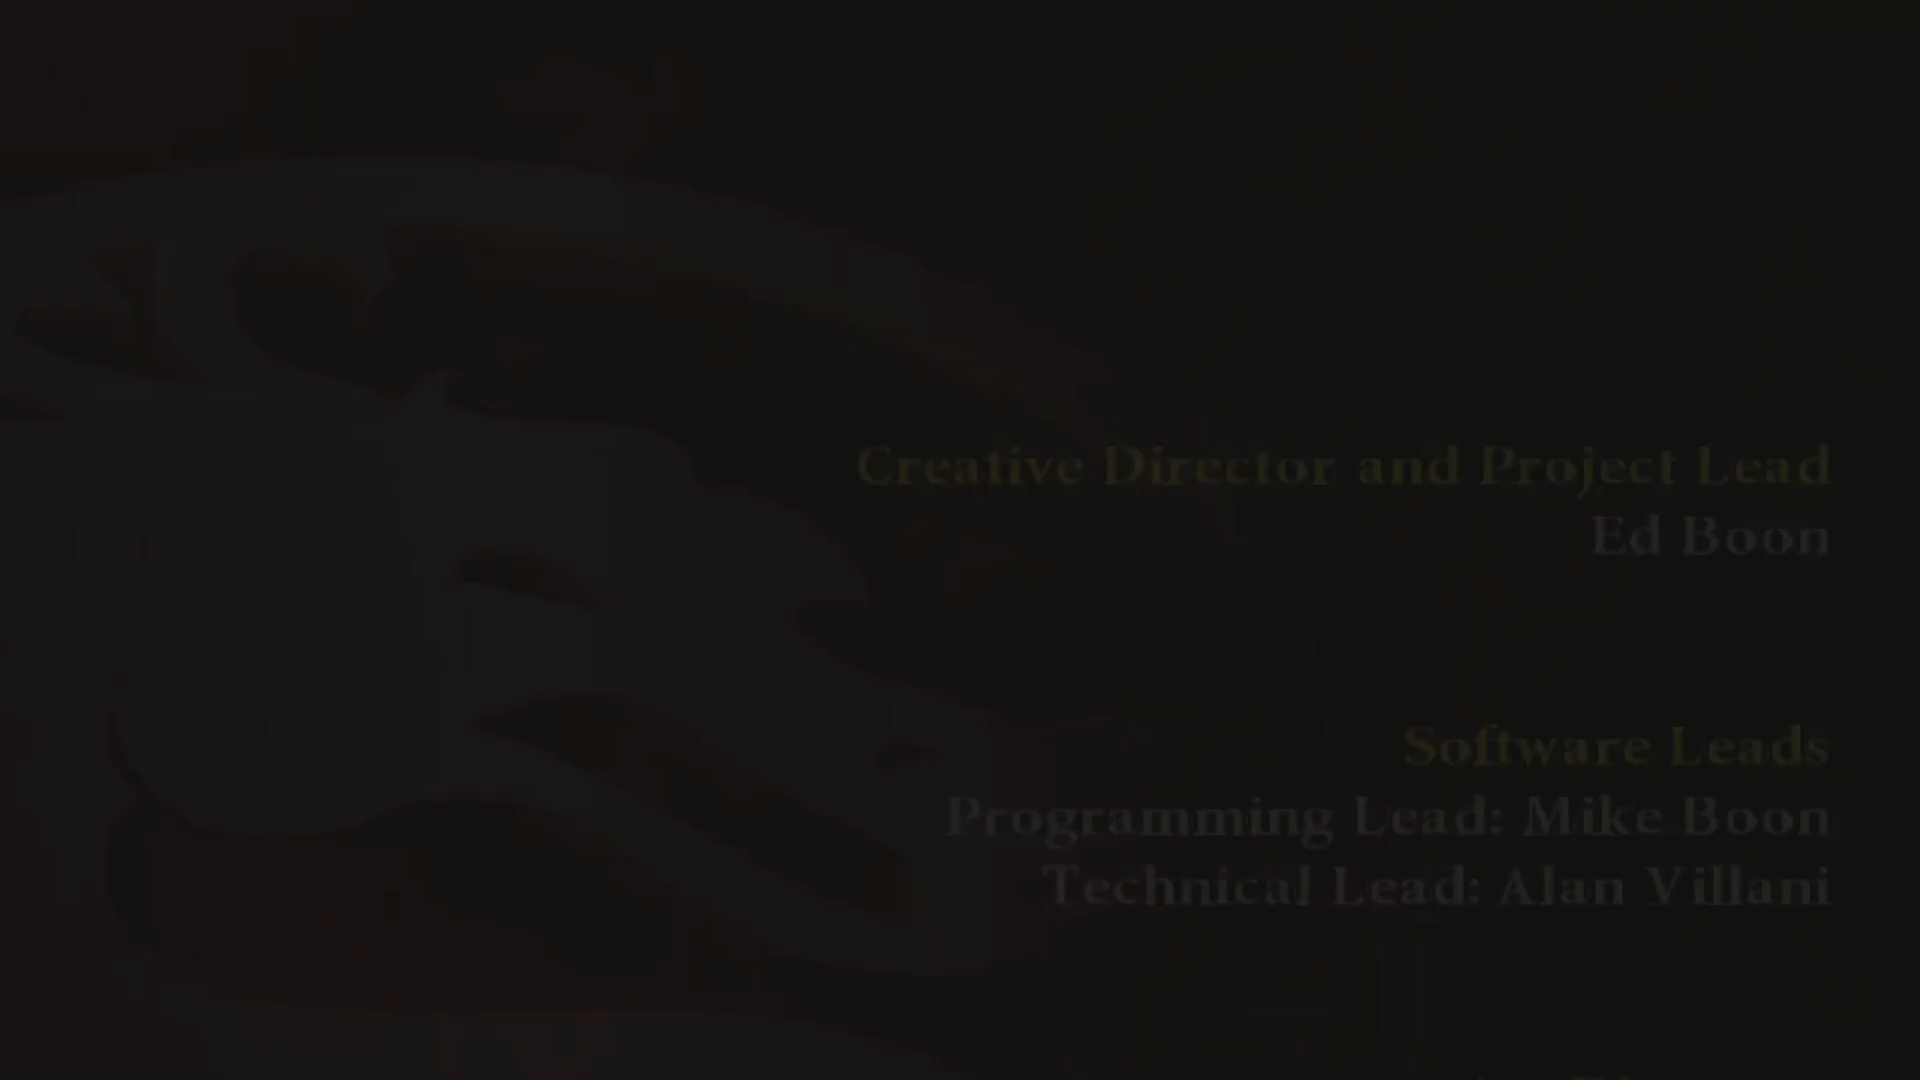 Creative Director and Project Lead
Ed Boon
Software Leads
Programming Lead: Mike Boon
Technical Lead: Alan Villani